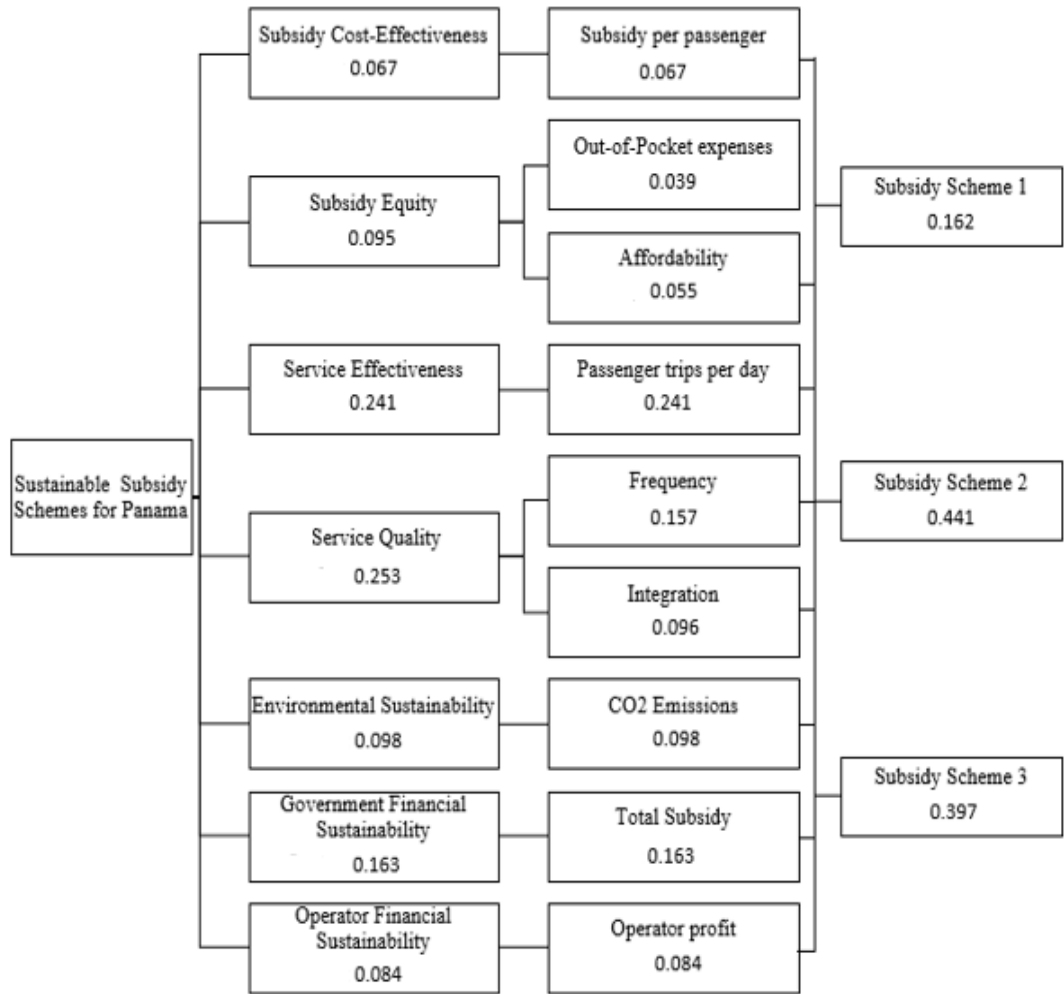 Sustainable Subsidy
Schemes for Panama
Subsidy Cost-Effectiveness
0.067
Subsidy Equity
0.095
Service Effectiveness
0.241
Service Quality
0.253
Environmental Sustainability
0.098
Government Financial
Sustainability
0.163
Operator Financial
Sustainability
0.084
Subsidy per passenger
0.067
Out-of-Pocket expenses
0.039
Affordability
0.055
Passenger trips per day
0.241
Frequency
0.157
Integration
0.096
CO2 Emissions
0.098
Total Subsidy
0.163
Operator profit
0.084
Subsidy Scheme 1
0.162
Subsidy Scheme 2
0.441
Subsidy Scheme 3
0.397